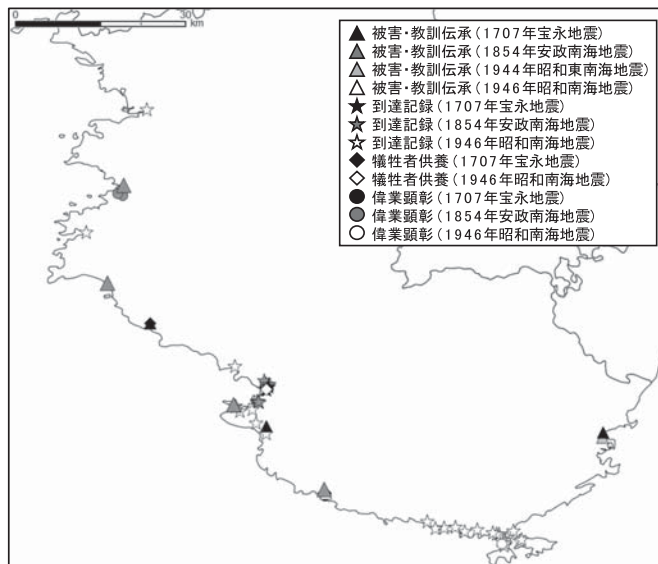 0 30
km
▲ 被害・教訓伝承(1707年宝永地震)
▲ 被害・教訓伝承(1854年安政南海地震)
▲ 被害・教訓伝承(1944年昭和東南海地震)
△ 被害・教訓伝承(1946年昭和南海地震)
★ 到達記録(1707年宝永地震)
★ 到達記録(1854年安政南海地震)
☆ 到達記録(1946年昭和南海地震)
◆ 犠牲者供養(1707年宝永地震)
◇ 犠牲者供養(1946年昭和南海地震)
● 偉業顕彰(1707年宝永地震)
● 偉業顕彰(1854年安政南海地震)
○ 偉業顕彰(1946年昭和南海地震)